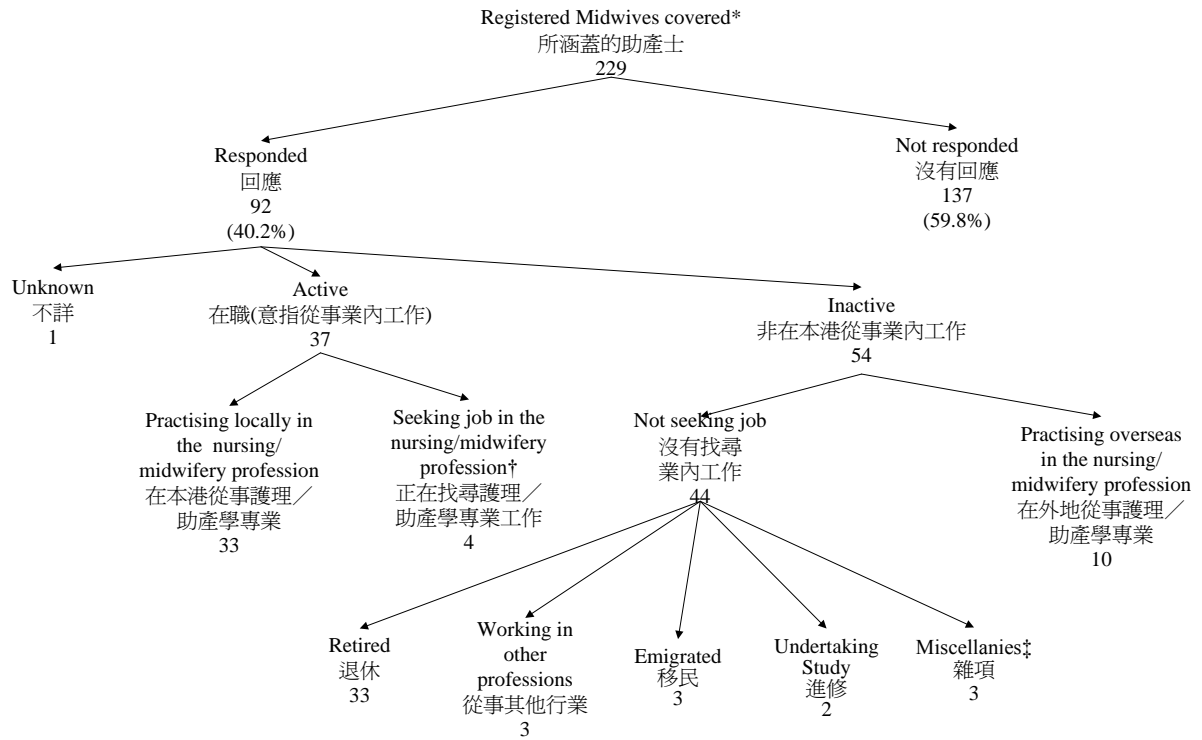 Registered Midwives covered*
所涵蓋的助產士
229
Responded
回應
92
(40.2%)
Not responded
沒有回應
137
(59.8%)
Unknown
不詳
1
Active
在職(意指從事業內工作)
37
Inactive
非在本港從事業內工作
54
Practising locally in
the nursing/
midwifery profession
在本港從事護理／
助產學專業
33
Seeking job in the
nursing/midwifery
profession†
正在找尋護理／
助產學專業工作
4
Not seeking job
沒有找尋
業內工作
44
Practising overseas
in the nursing/
midwifery profession
在外地從事護理／
助產學專業
10
Retired
退休
33
Working in
other
professions
從事其他行業
3
Emigrated
移民
3
Undertaking
Study
進修
2
Miscellanies‡
雜項
3